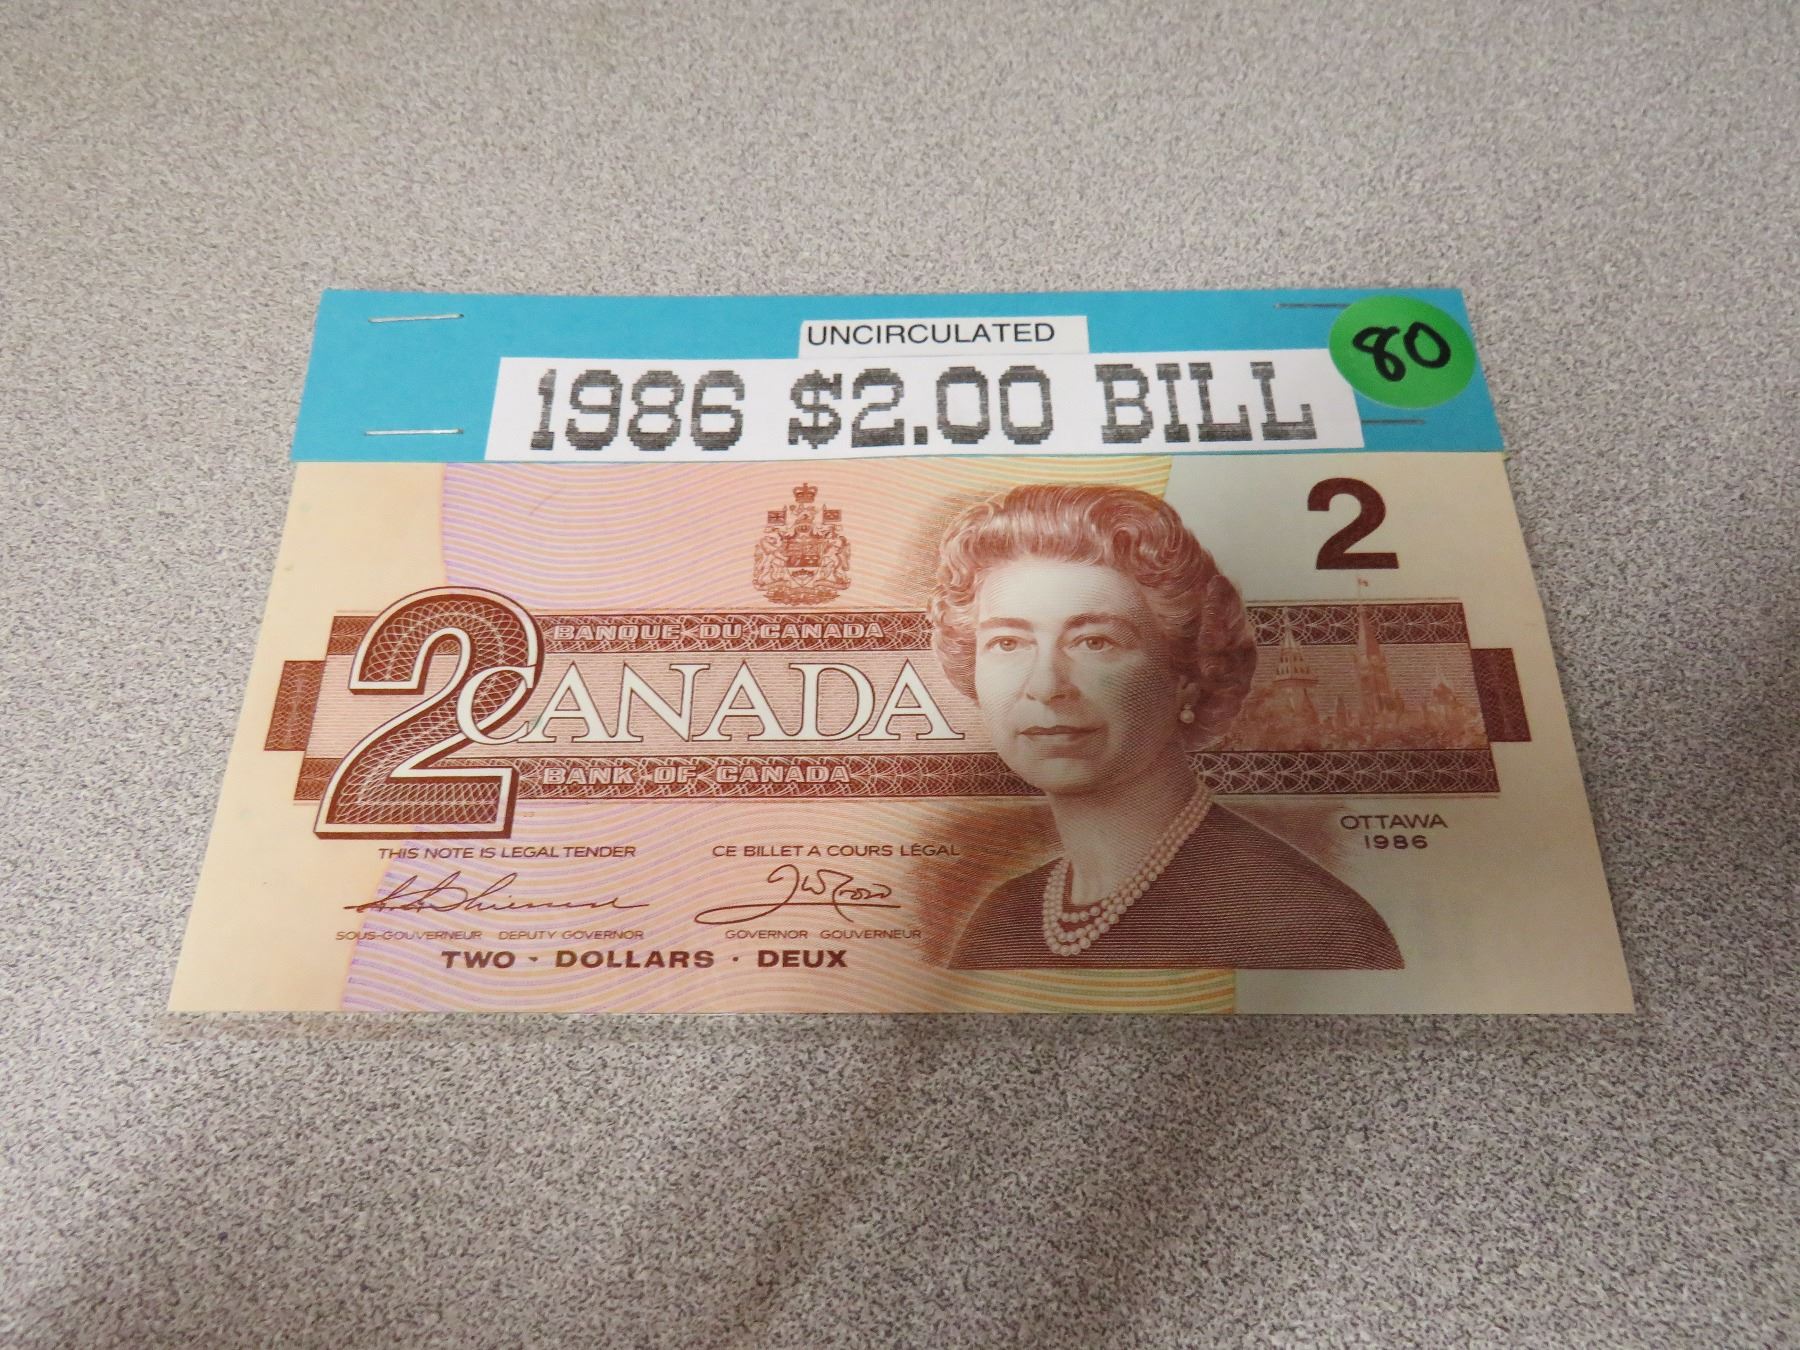 UNCIRCULATED
1986 $2.00 BILL
80
2
BANQUE DU CANADA
2 CANADA
BANK OF CANADA
OTTAWA
1986
THIS NOTE IS LEGAL TENDER CE BILLET A COURS LÉGAL
SOUS-GOUVERNEUR DEPUTY GOVERNOR GOVERNOR GOUVERNEUR
TWO · DOLLARS · DEUX